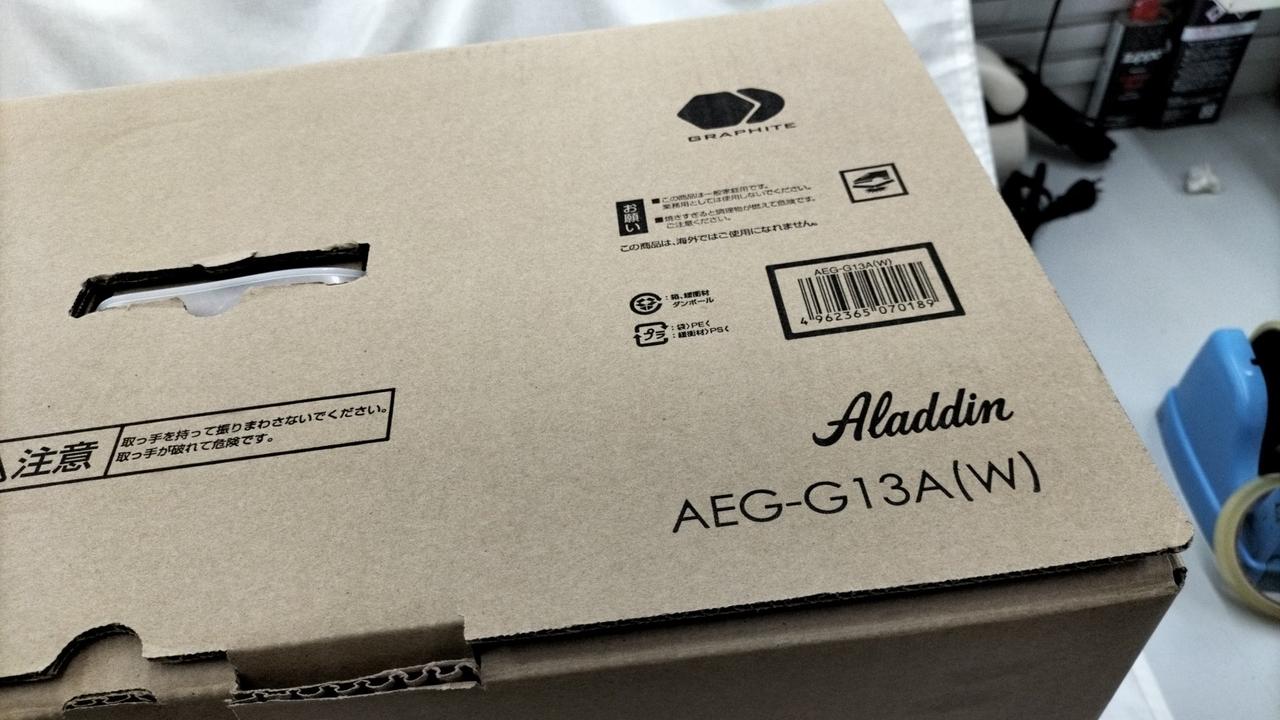 GRAPHITE
お願い
■この商品は一般家庭用です。
業務用としては使用しないでください。
■焼きすぎると調理物が燃えて危険です。
ご注意ください。
この商品は、海外ではご使用になれません。
：箱、緩衝材
ダンボール
プラ
：袋〉PE〈
：緩衝材〉PS〈
AEG-G13A(W)
4 962365 070189
注意
取っ手を持って振りまわさないでください。
取っ手が破れて危険です。
Aladdin
AEG-G13A(W)
zippo